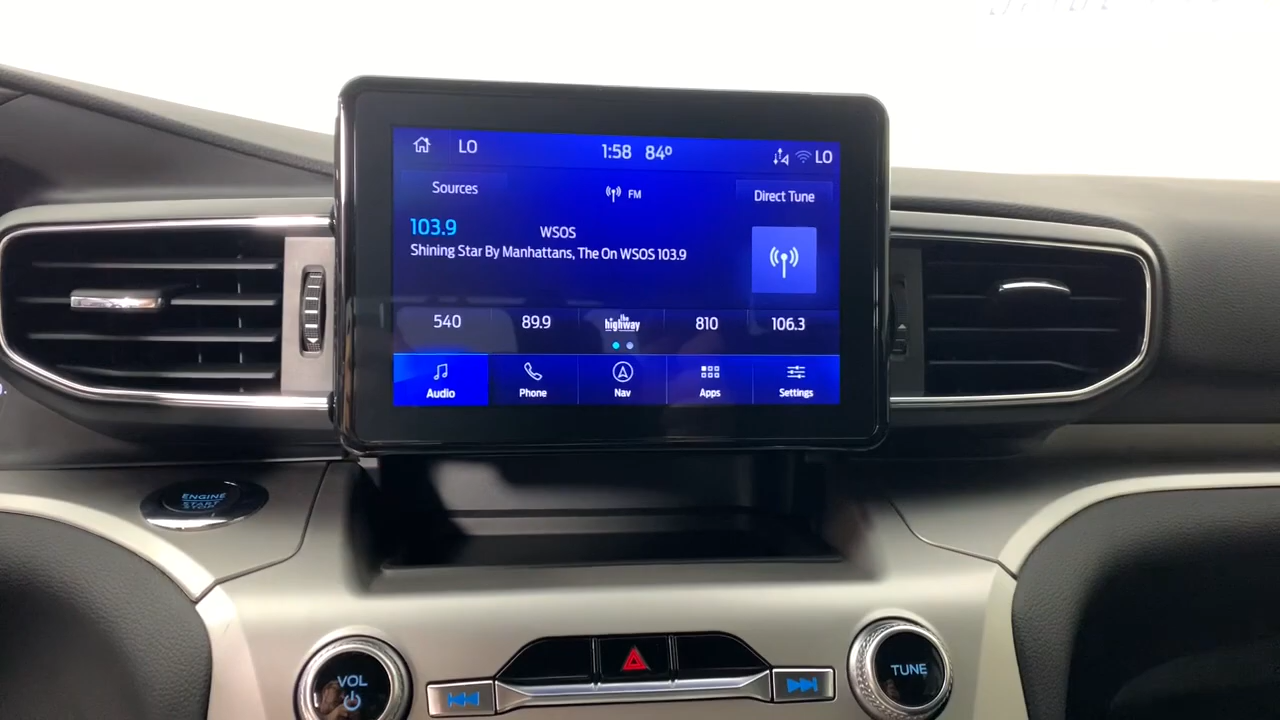 LO
1:58 84°
LO
Sources
FM
Direct Tune
103.9
WSOS
Shining Star By Manhattans, The On WSOS 103.9
540
89.9
the
highway
810
106.3
Audio
Phone
Nav
Apps
Settings
ENGINE
START
STOP
VOL
TUNE